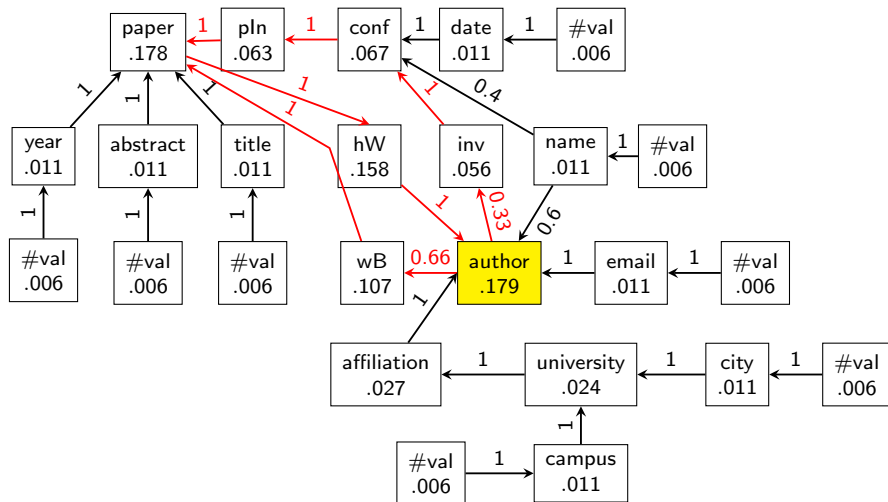 paper
.178
1
pIn
.063
1
conf
.067
1
date
.011
1
#val
.006
1
1
1
1
1
1
0.4
year
.011
abstract
.011
title
.011
hW
.158
inv
.056
name
.011
1
#val
.006
1
1
1
1
0.33
0.6
#val
.006
#val
.006
#val
.006
wB
.107
0.66
author
.179
1
email
.011
1
#val
.006
1
affiliation
.027
1
university
.024
1
city
.011
1
#val
.006
1
#val
.006
1
campus
.011